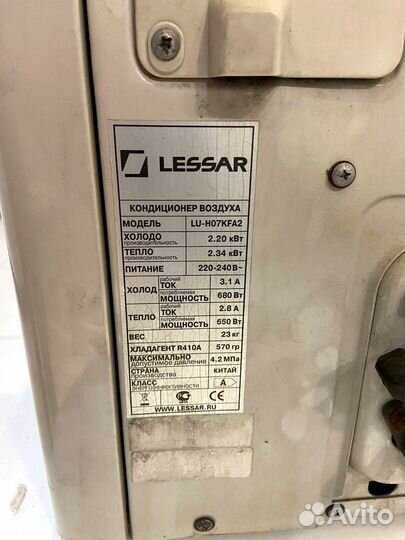 LESSAR
КОНДИЦИОНЕР ВОЗДУХА
МОДЕЛЬ LU-H07KFA2
ХОЛОДО производительность 2.20 кВт
ТЕПЛО производительность 2.34 кВт
ПИТАНИЕ 220-240 В~
ХОЛОД рабочий ТОК 3.1 А
потребляемая МОЩНОСТЬ 680 Вт
ТЕПЛО рабочий ТОК 2.8 А
потребляемая МОЩНОСТЬ 650 Вт
ВЕС 23 кг
ХЛАДАГЕНТ R410A 570 гр
МАКСИМАЛЬНО допустимое давление 4.2 МПа
СТРАНА производства КИТАЙ
КЛАСС энергоэффективности A
CE
WWW.LESSAR.RU
Avito